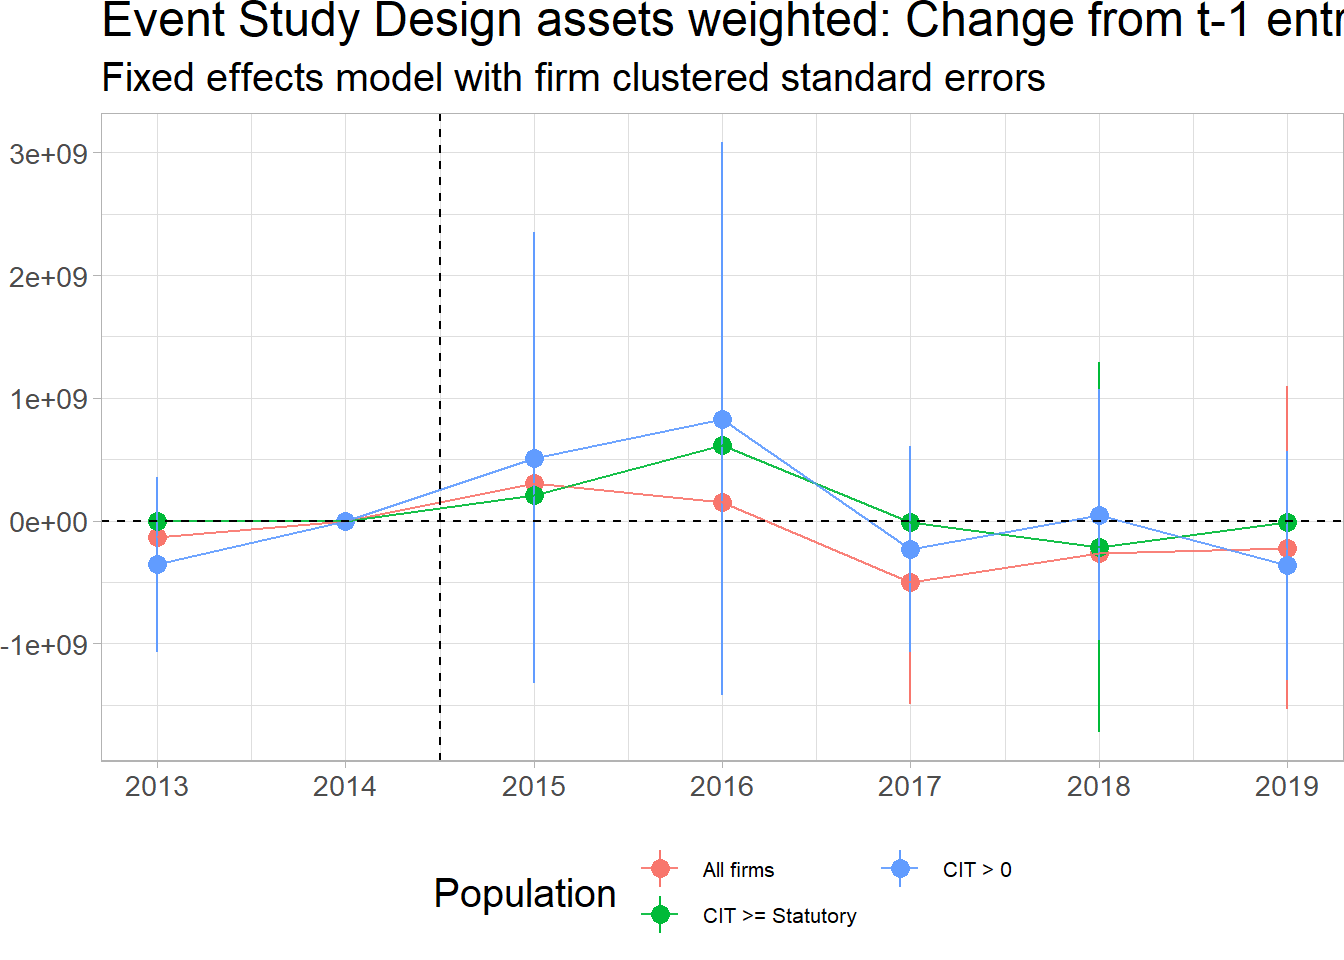 Event Study Design assets weighted: Change from t-1 entr
Fixed effects model with firm clustered standard errors
3e+09
2e+09
1e+09
0e+00
-1e+09
2013 2014 2015 2016 2017 2018 2019
Population
All firms
CIT >= Statutory
CIT > 0